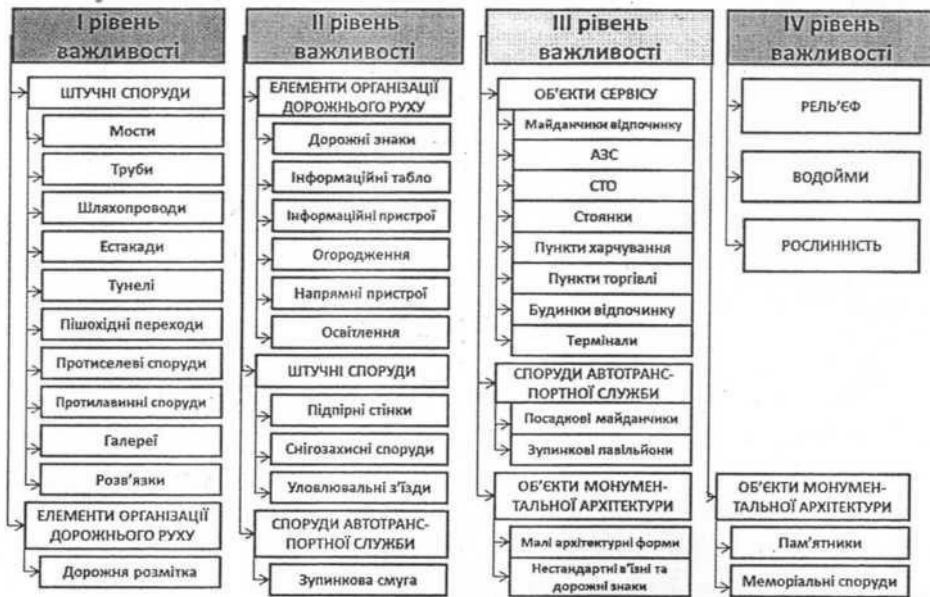 І рівень
важливості
ШТУЧНІ СПОРУДИ
Мости
Труби
Шляхопроводи
Естакади
Тунелі
Пішохідні переходи
Протиселеві споруди
Протилавинні споруди
Галереї
Розв'язки
ЕЛЕМЕНТИ ОРГАНІЗАЦІЇ
ДОРОЖНЬОГО РУХУ
Дорожня розмітка
ІІ рівень
важливості
ЕЛЕМЕНТИ ОРГАНІЗАЦІЇ
ДОРОЖНЬОГО РУХУ
Дорожні знаки
Інформаційні табло
Інформаційні пристрої
Огородження
Напрямні пристрої
Освітлення
ШТУЧНІ СПОРУДИ
Підпірні стінки
Снігозахисні споруди
Уловлювальні з'їзди
СПОРУДИ АВТОТРАНС-
ПОРТНОЇ СЛУЖБИ
Зупинкова смуга
ІІІ рівень
важливості
ОБ'ЄКТИ СЕРВІСУ
Майданчики відпочинку
АЗС
СТО
Стоянки
Пункти харчування
Пункти торгівлі
Будинки відпочинку
Термінали
СПОРУДИ АВТОТРАНС-
ПОРТНОЇ СЛУЖБИ
Посадкові майданчики
Зупинкові павільйони
ОБ'ЄКТИ МОНУМЕН-
ТАЛЬНОЇ АРХІТЕКТУРИ
Малі архітектурні форми
Нестандартні в'їзні та
дорожні знаки
IV рівень
важливості
РЕЛЬ'ЄФ
ВОДОЙМИ
РОСЛИННІСТЬ
ОБ'ЄКТИ МОНУМЕН-
ТАЛЬНОЇ АРХІТЕКТУРИ
Пам'ятники
Меморіальні споруди